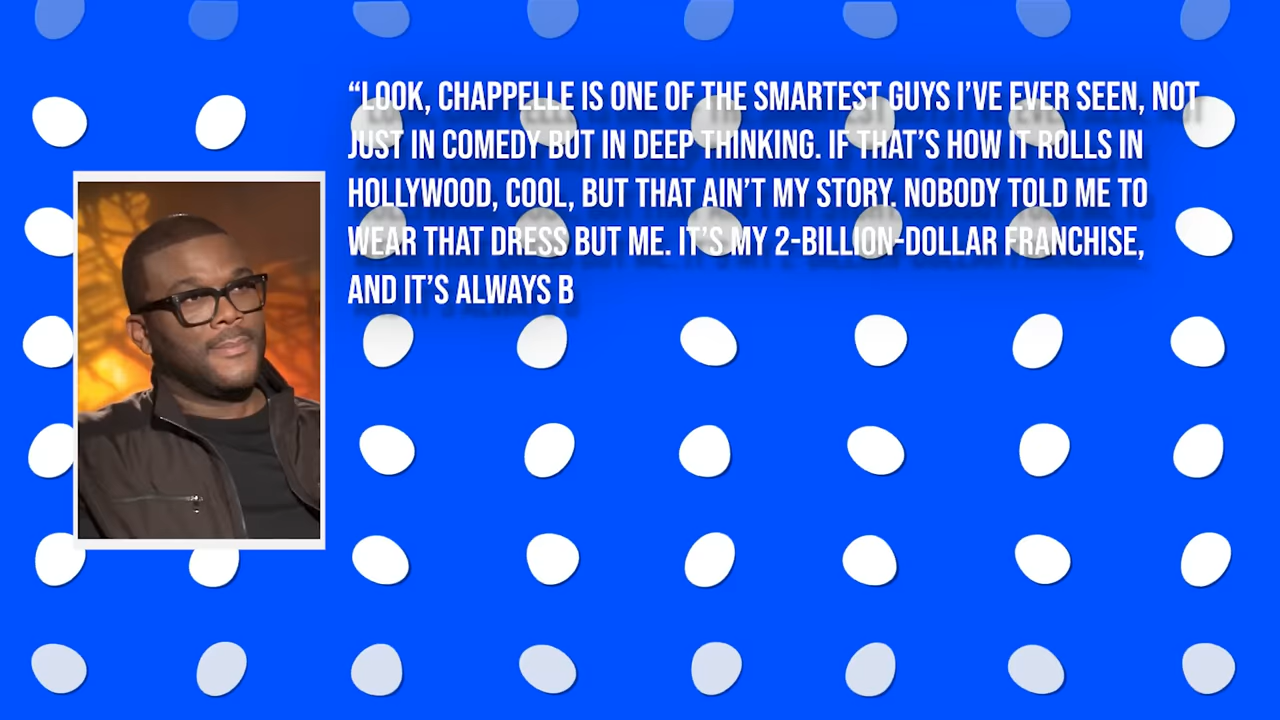 “LOOK, CHAPPELLE IS ONE OF THE SMARTEST GUYS I’VE EVER SEEN, NOT
JUST IN COMEDY BUT IN DEEP THINKING. IF THAT’S HOW IT ROLLS IN
HOLLYWOOD, COOL, BUT THAT AIN’T MY STORY. NOBODY TOLD ME TO
WEAR THAT DRESS BUT ME. IT’S MY 2-BILLION-DOLLAR FRANCHISE,
AND IT’S ALWAYS B